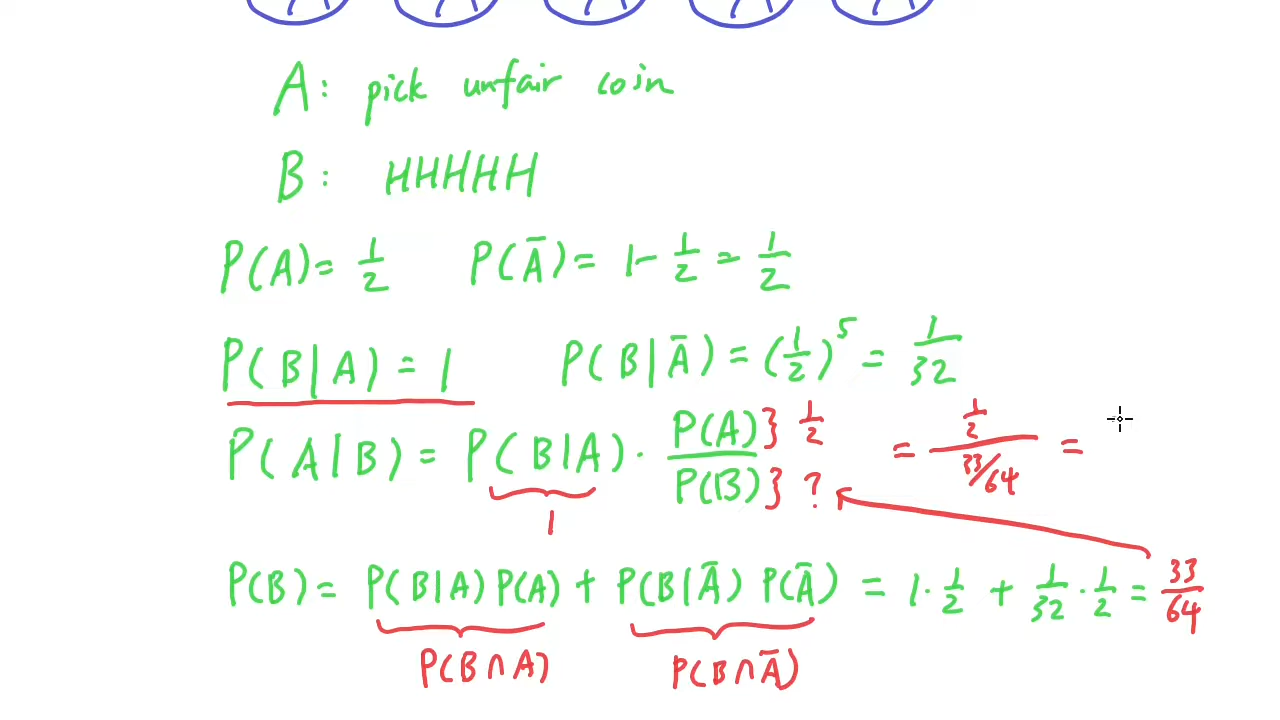 A: pick unfair coin
B: HHHHH
P(A) = 1/2 P(Ā) = 1 - 1/2 = 1/2
P(B|A) = 1 P(B|Ā) = (1/2)^5 = 1/32
P(A|B) = P(B|A) · P(A)/P(B) } 1/2 } ? = 1/2 / 33/64 =
1
P(B) = P(B|A) P(A) + P(B|Ā) P(Ā) = 1 · 1/2 + 1/32 · 1/2 = 33/64
P(B∩A) P(B∩Ā)